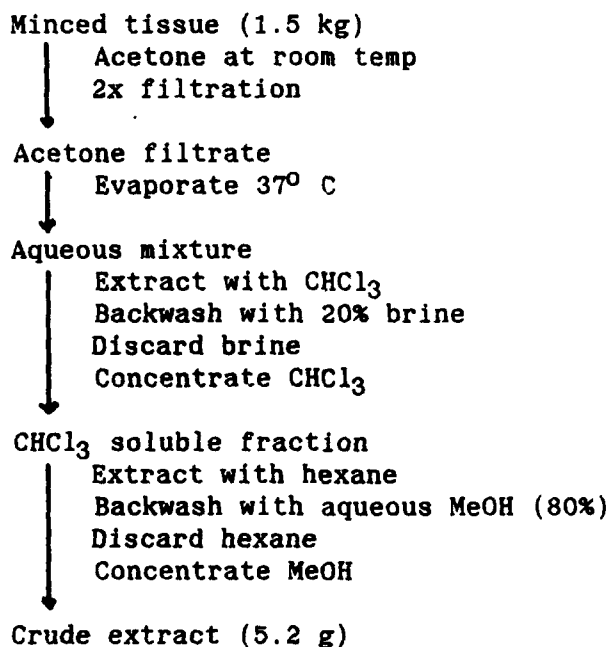 Minced tissue (1.5 kg)
Acetone at room temp
2x filtration
Acetone filtrate
Evaporate 37⁰ C
Aqueous mixture
Extract with CHCl₃
Backwash with 20% brine
Discard brine
Concentrate CHCl₃
CHCl₃ soluble fraction
Extract with hexane
Backwash with aqueous MeOH (80%)
Discard hexane
Concentrate MeOH
Crude extract (5.2 g)